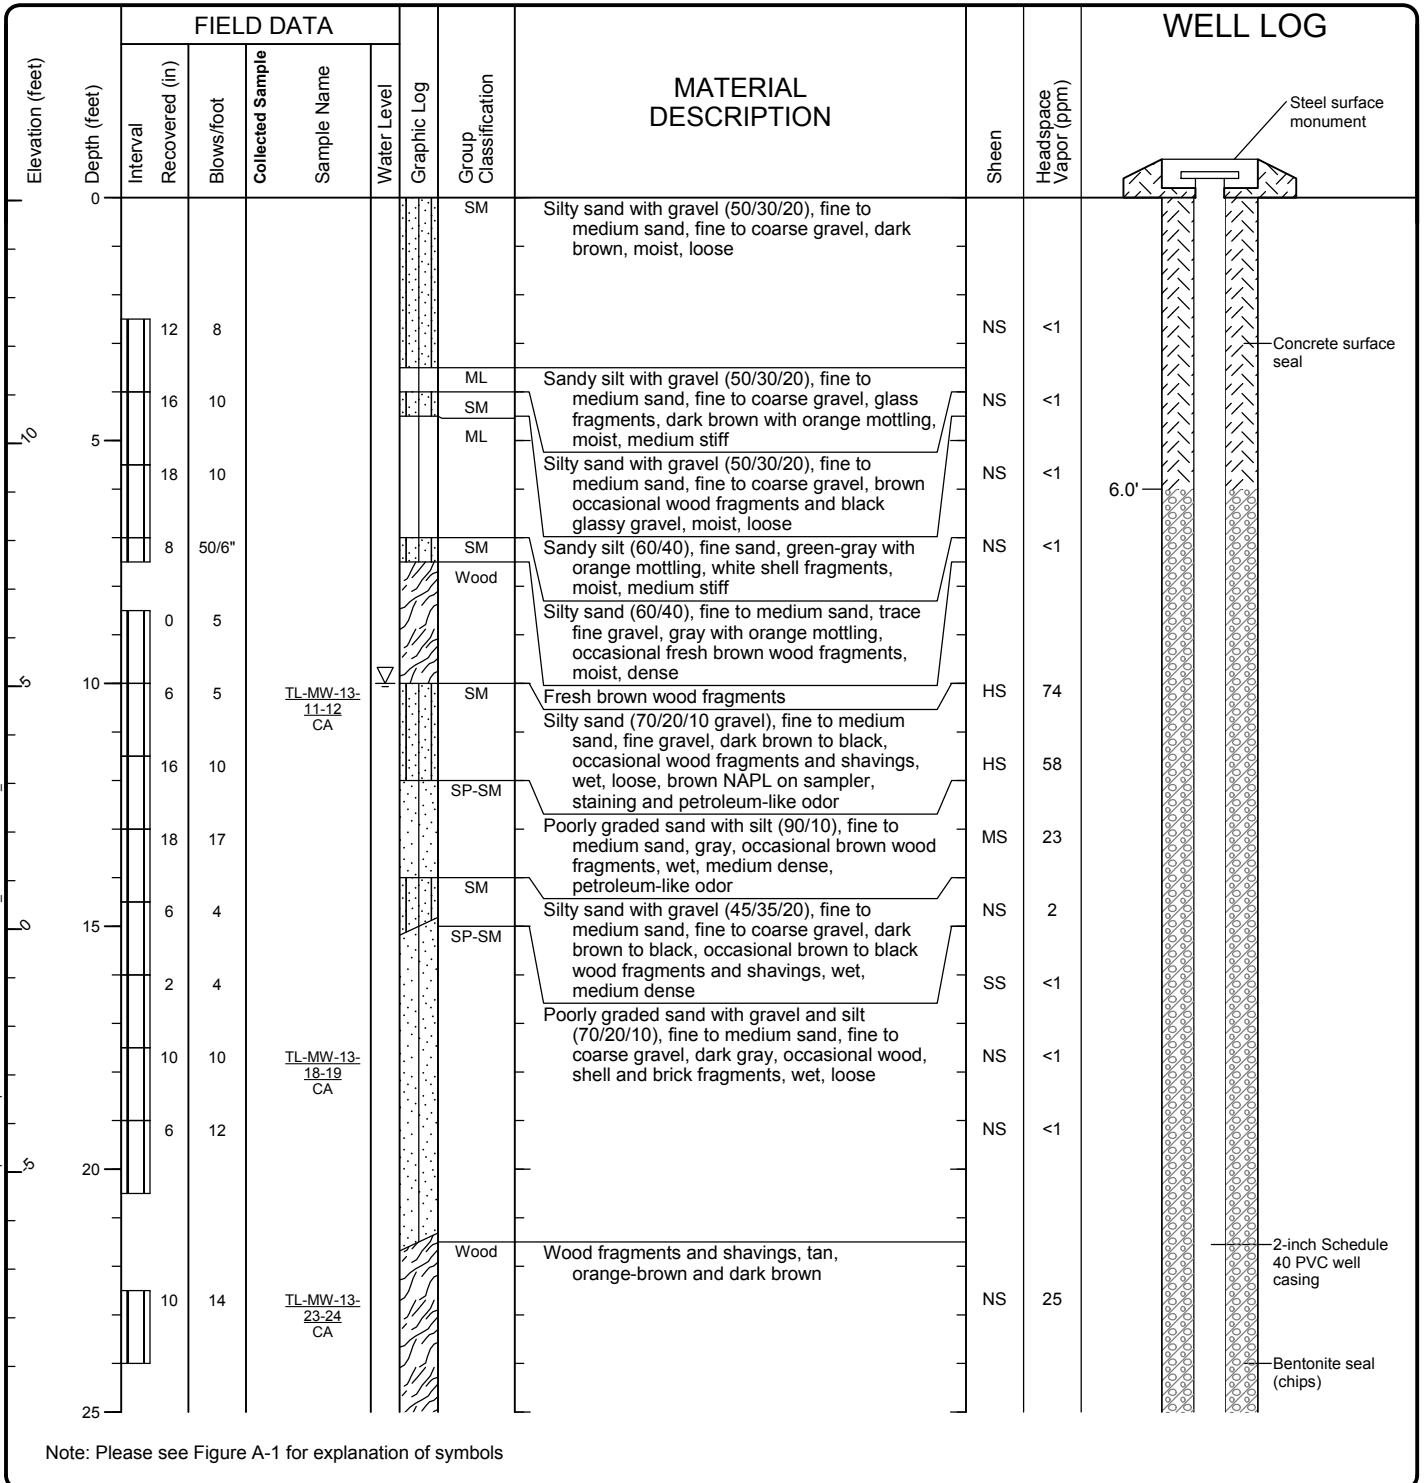 FIELD DATA
WELL LOG
MATERIAL
DESCRIPTION
Elevation (feet)
Depth (feet)
Interval
Recovered (in)
Blows/foot
Collected Sample
Sample Name
Water Level
Graphic Log
Group
Classification
Sheen
Headspace
Vapor (ppm)
Steel surface
monument
0
SM
Silty sand with gravel (50/30/20), fine to
medium sand, fine to coarse gravel, dark
brown, moist, loose
12 8 NS <1
Concrete surface
seal
ML
Sandy silt with gravel (50/30/20), fine to
medium sand, fine to coarse gravel, glass
fragments, dark brown with orange mottling,
moist, medium stiff
16 10 NS <1
SM
10
5
ML
Silty sand with gravel (50/30/20), fine to
medium sand, fine to coarse gravel, brown
occasional wood fragments and black
glassy gravel, moist, loose
18 10 NS <1
6.0'
8 50/6" NS <1
SM
Sandy silt (60/40), fine sand, green-gray with
orange mottling, white shell fragments,
moist, medium stiff
Wood
0 5
Silty sand (60/40), fine to medium sand, trace
fine gravel, gray with orange mottling,
occasional fresh brown wood fragments,
moist, dense
5
10
6 5 HS 74
TL-MW-13-
11-12
CA
SM
Fresh brown wood fragments
Silty sand (70/20/10 gravel), fine to medium
sand, fine gravel, dark brown to black,
occasional wood fragments and shavings,
wet, loose, brown NAPL on sampler,
staining and petroleum-like odor
16 10 HS 58
SP-SM
Poorly graded sand with silt (90/10), fine to
medium sand, gray, occasional brown wood
fragments, wet, medium dense,
petroleum-like odor
18 17 MS 23
SM
Silty sand with gravel (45/35/20), fine to
medium sand, fine to coarse gravel, dark
brown to black, occasional brown to black
wood fragments and shavings, wet,
medium dense
6 4 NS 2
0
15
SP-SM
2 4 SS <1
Poorly graded sand with gravel and silt
(70/20/10), fine to medium sand, fine to
coarse gravel, dark gray, occasional wood,
shell and brick fragments, wet, loose
10 10 NS <1
TL-MW-13-
18-19
CA
6 12 NS <1
-5
20
Wood
Wood fragments and shavings, tan,
orange-brown and dark brown
2-inch Schedule
40 PVC well
casing
10 14 NS 25
TL-MW-13-
23-24
CA
Bentonite seal
(chips)
25
Note: Please see Figure A-1 for explanation of symbols